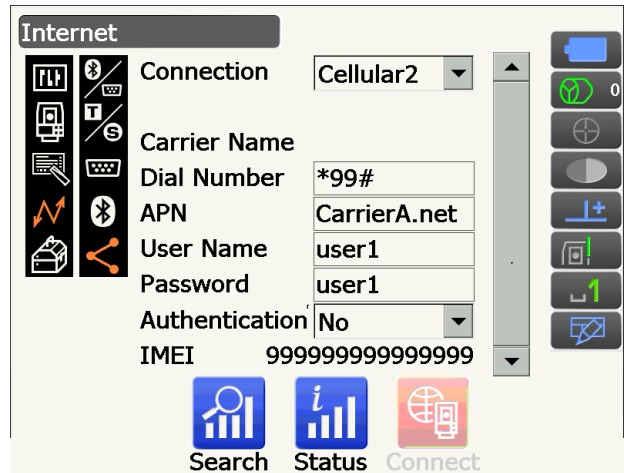 Internet
Connection Cellular2
0
Carrier Name
Dial Number *99#
APN CarrierA.net
User Name user1
Password user1
Authentication No
IMEI 999999999999999
T
S
1
i
Search Status Connect